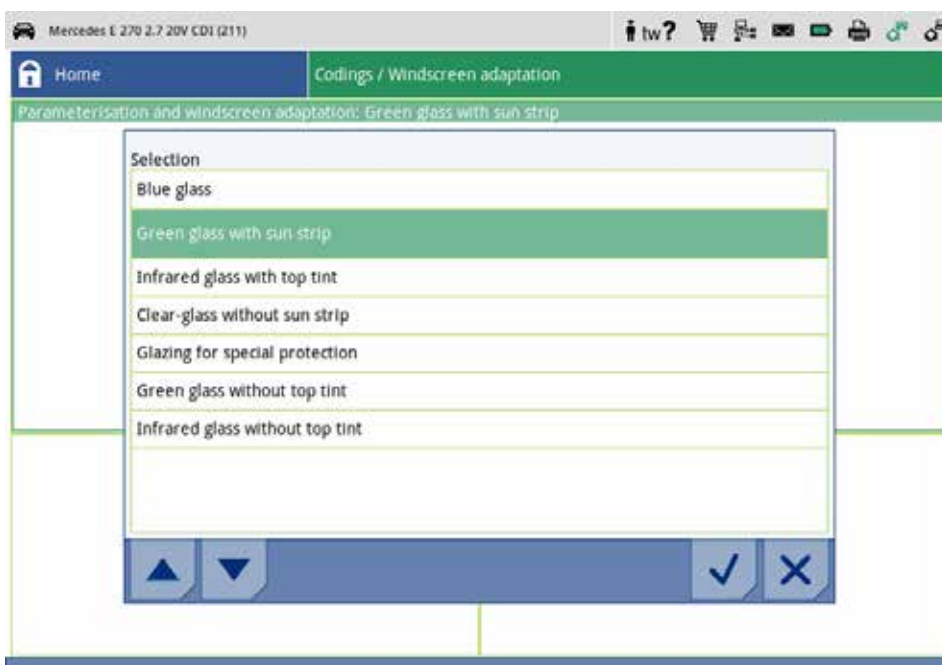 Mercedes E 270 2.7 20V CDI (211)
tw?
Home
Codings / Windscreen adaptation
Parameterisation and windscreen adaptation: Green glass with sun strip
Selection
Blue glass
Green glass with sun strip
Infrared glass with top tint
Clear-glass without sun strip
Glazing for special protection
Green glass without top tint
Infrared glass without top tint